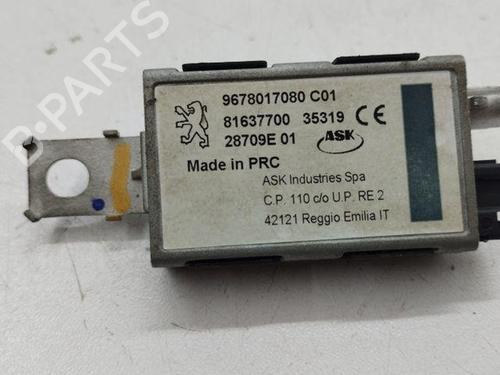 9678017080 C01
81637700 35319 CE
28709E 01 ASK
Made in PRC
ASK Industries Spa
C.P. 110 c/o U.P. RE 2
42121 Reggio Emilia IT